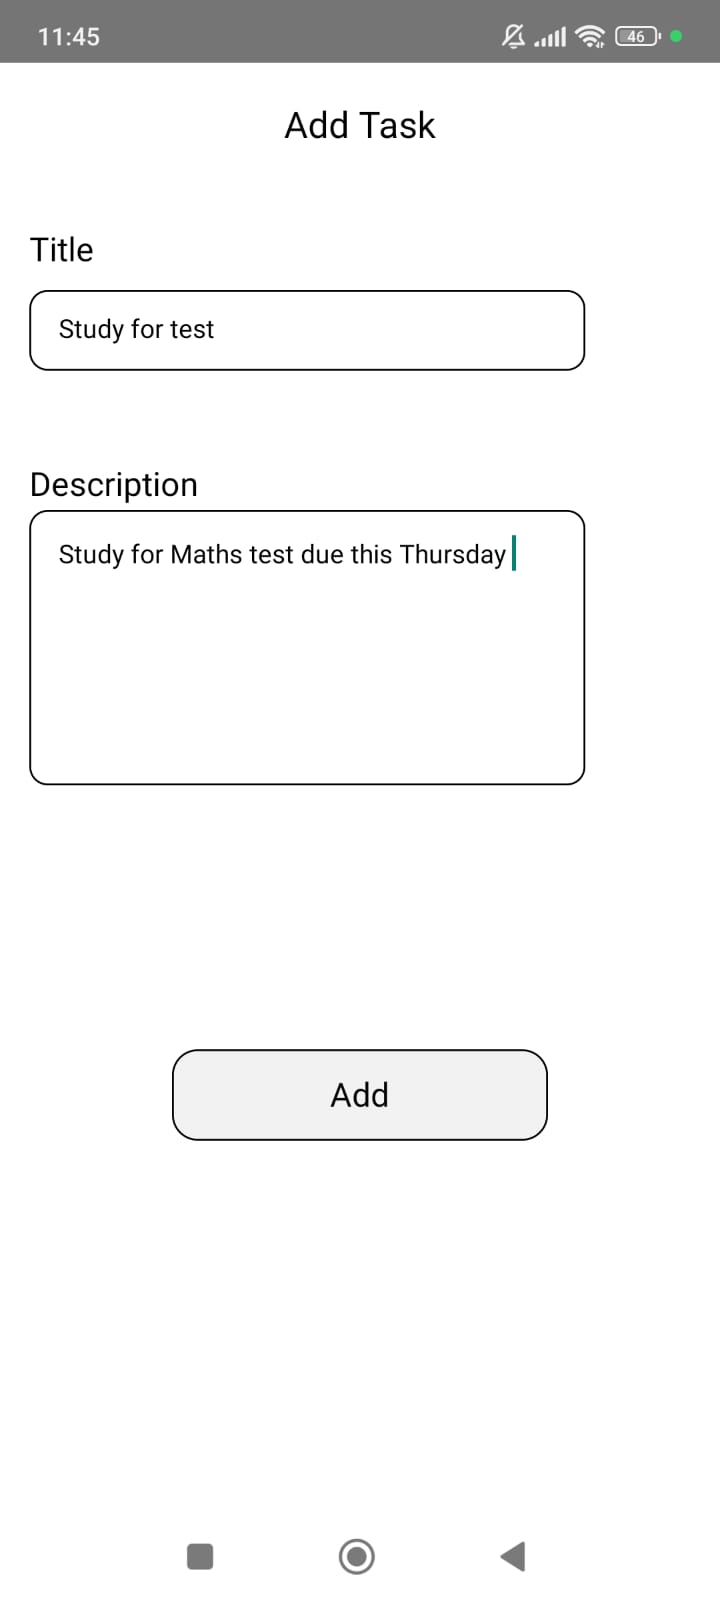 11:45
46
Add Task
Title
Study for test
Description
Study for Maths test due this Thursday
Add